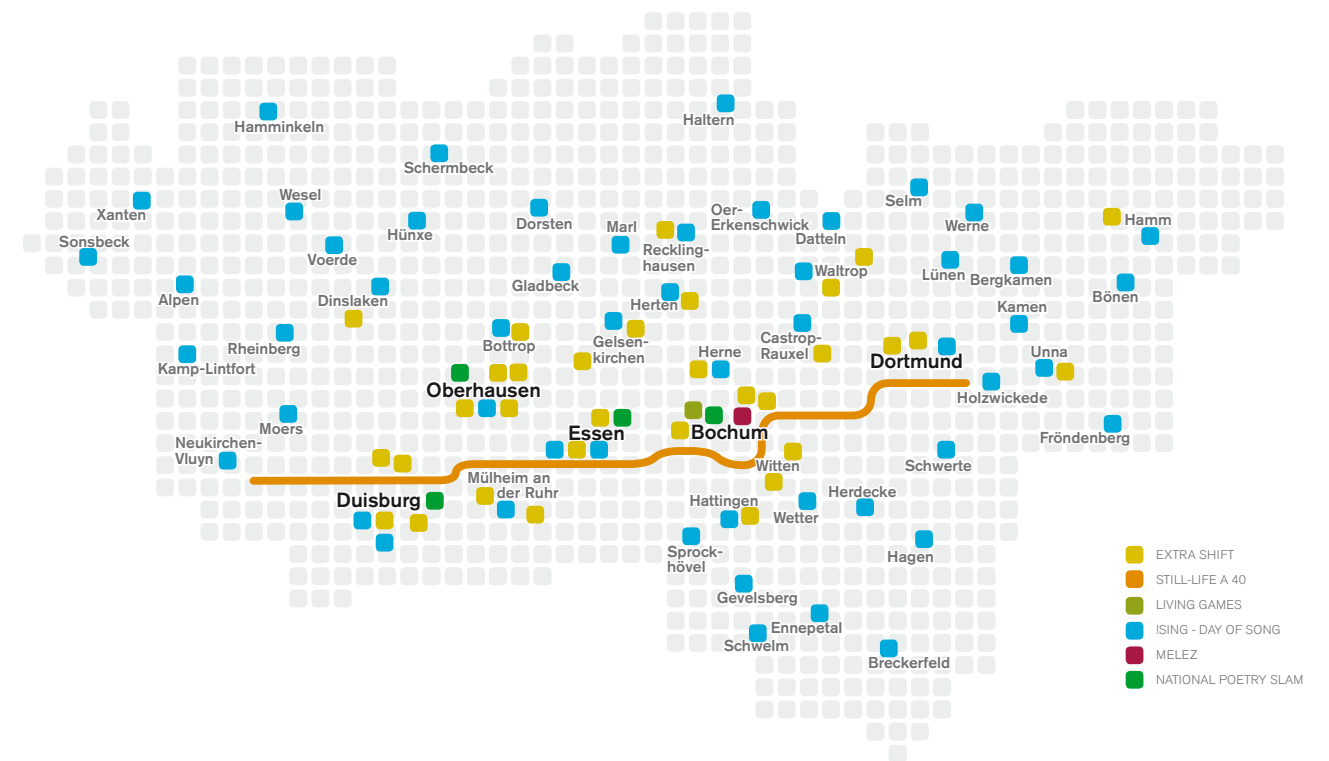 Haltern
Hamminkeln
Schermbeck
Wesel
Selm
Xanten
Oer-
Erkenschwick
Dorsten
Marl
Hamm
Werne
Hünxe
Datteln
Sonsbeck
Voerde
Reckling-
hausen
Waltrop
Lünen
Bergkamen
Gladbeck
Bönen
Alpen
Dinslaken
Herten
Kamen
Castrop-
Rauxel
Gelsen-
kirchen
Bottrop
Rheinberg
Herne
Unna
Dortmund
Kamp-Lintfort
Oberhausen
Holzwickede
Moers
Essen
Bochum
Fröndenberg
Neukirchen-
Vluyn
Witten
Schwerte
Mülheim an
der Ruhr
Duisburg
Hattingen
Herdecke
Wetter
Sprock-
hövel
Hagen
Gevelsberg
Ennepetal
Schwelm
Breckerfeld
EXTRA SHIFT
STILL-LIFE A 40
LIVING GAMES
ISING - DAY OF SONG
MELEZ
NATIONAL POETRY SLAM